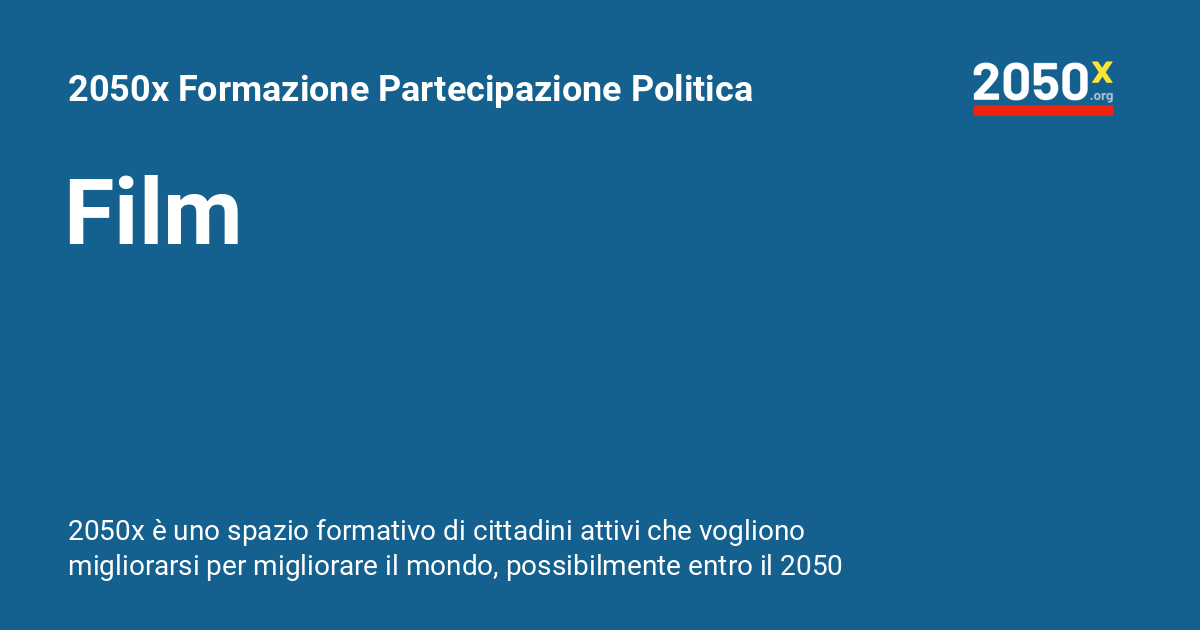 2050x Formazione Partecipazione Politica
2050x
.org
Film
2050x è uno spazio formativo di cittadini attivi che vogliono
migliorarsi per migliorare il mondo, possibilmente entro il 2050